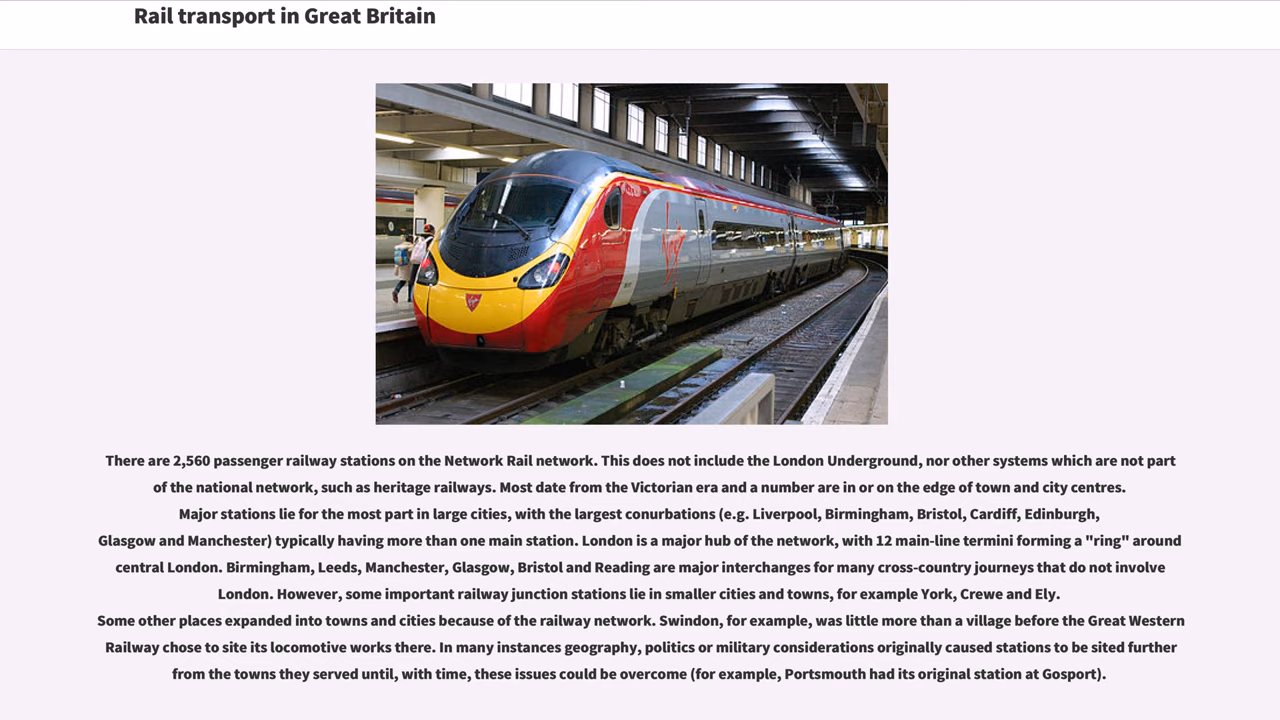 Rail transport in Great Britain
Virgin
There are 2,560 passenger railway stations on the Network Rail network. This does not include the London Underground, nor other systems which are not part
of the national network, such as heritage railways. Most date from the Victorian era and a number are in or on the edge of town and city centres.
Major stations lie for the most part in large cities, with the largest conurbations (e.g. Liverpool, Birmingham, Bristol, Cardiff, Edinburgh,
Glasgow and Manchester) typically having more than one main station. London is a major hub of the network, with 12 main-line termini forming a "ring" around
central London. Birmingham, Leeds, Manchester, Glasgow, Bristol and Reading are major interchanges for many cross-country journeys that do not involve
London. However, some important railway junction stations lie in smaller cities and towns, for example York, Crewe and Ely.
Some other places expanded into towns and cities because of the railway network. Swindon, for example, was little more than a village before the Great Western
Railway chose to site its locomotive works there. In many instances geography, politics or military considerations originally caused stations to be sited further
from the towns they served until, with time, these issues could be overcome (for example, Portsmouth had its original station at Gosport).